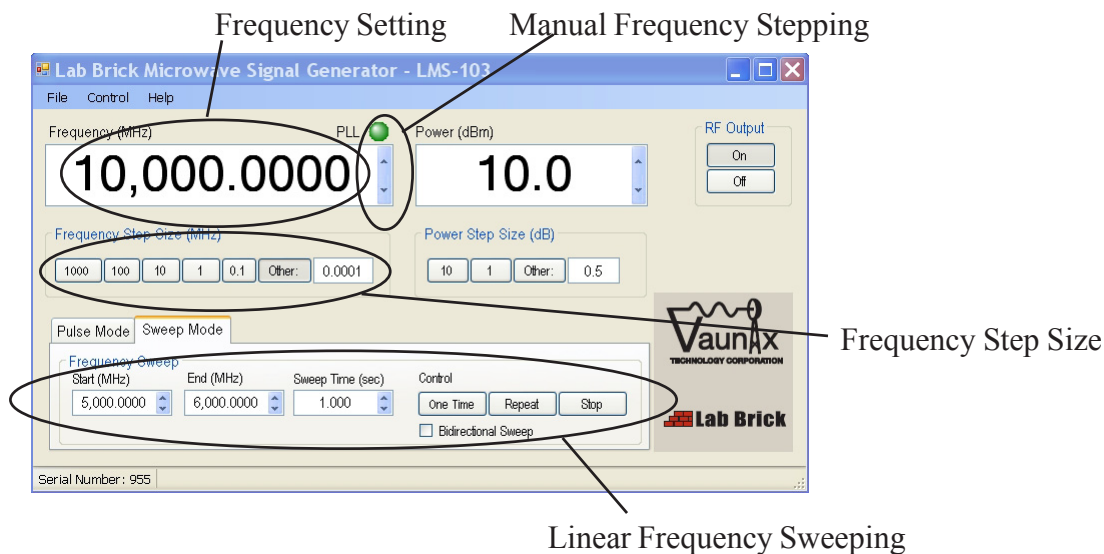 Frequency Setting
Manual Frequency Stepping
Lab Brick Microwave Signal Generator - LMS-103
File Control Help
Frequency (MHz) PLL Power (dBm) RF Output
10,000.0000 10.0 On
Off
Frequency Step Size (MHz) Power Step Size (dB)
1000 100 10 1 0.1 Other: 0.0001 10 1 Other: 0.5
Vaunix
TECHNOLOGY CORPORATION
Frequency Step Size
Pulse Mode Sweep Mode
Frequency Sweep
Start (MHz) End (MHz) Sweep Time (sec) Control
5,000.0000 6,000.0000 1.000 One Time Repeat Stop
Bidirectional Sweep
Lab Brick
Serial Number: 955
Linear Frequency Sweeping